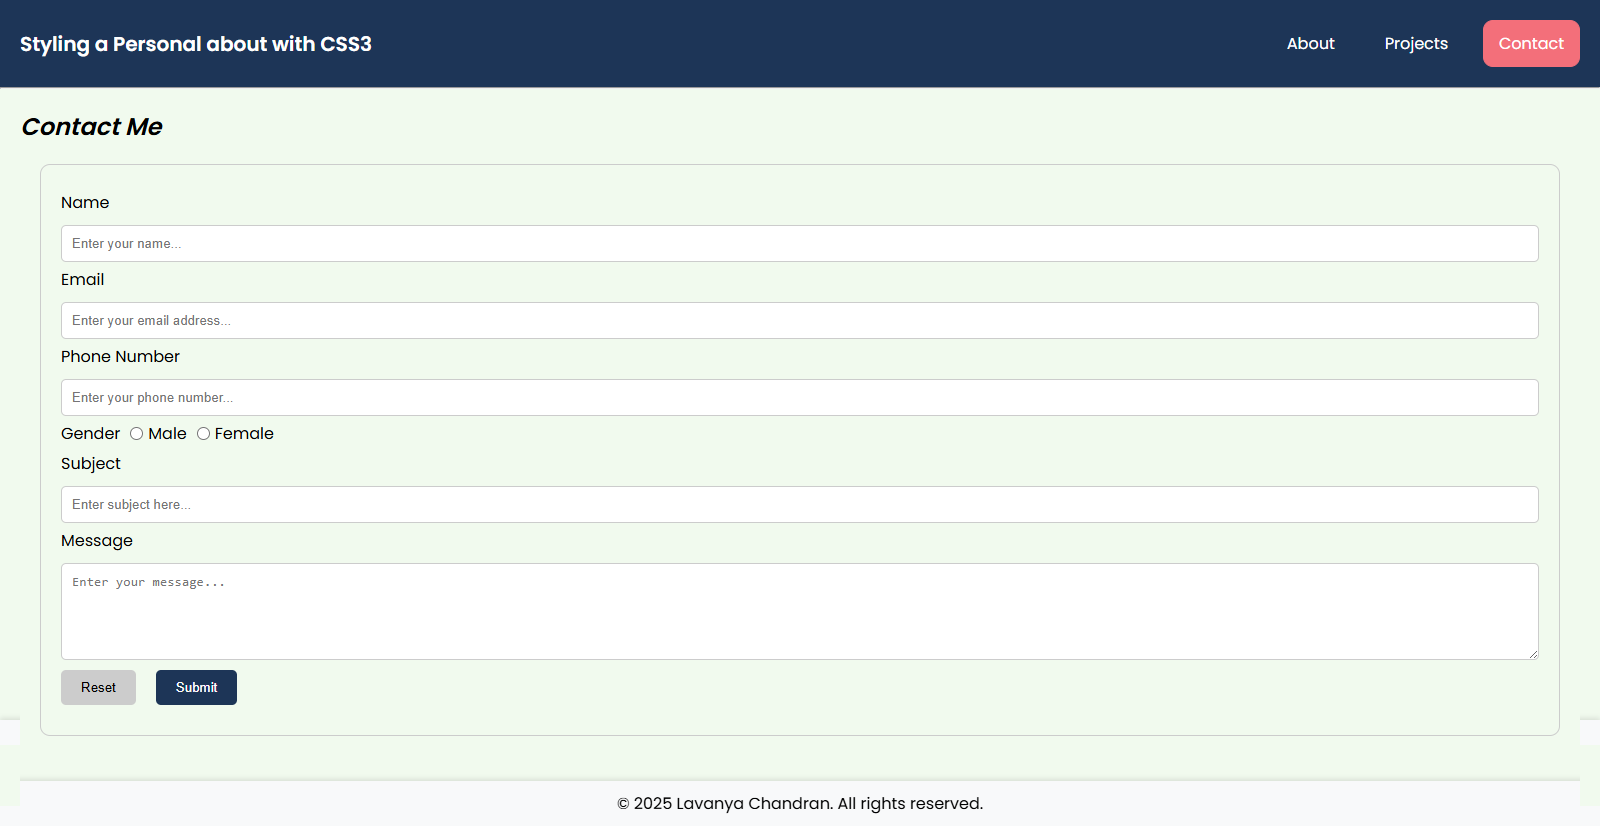 Styling a Personal about with CSS3
About Projects Contact
Contact Me
Name
Enter your name...
Email
Enter your email address...
Phone Number
Enter your phone number...
Gender Male Female
Subject
Enter subject here...
Message
Enter your message...
Reset Submit
© 2025 Lavanya Chandran. All rights reserved.